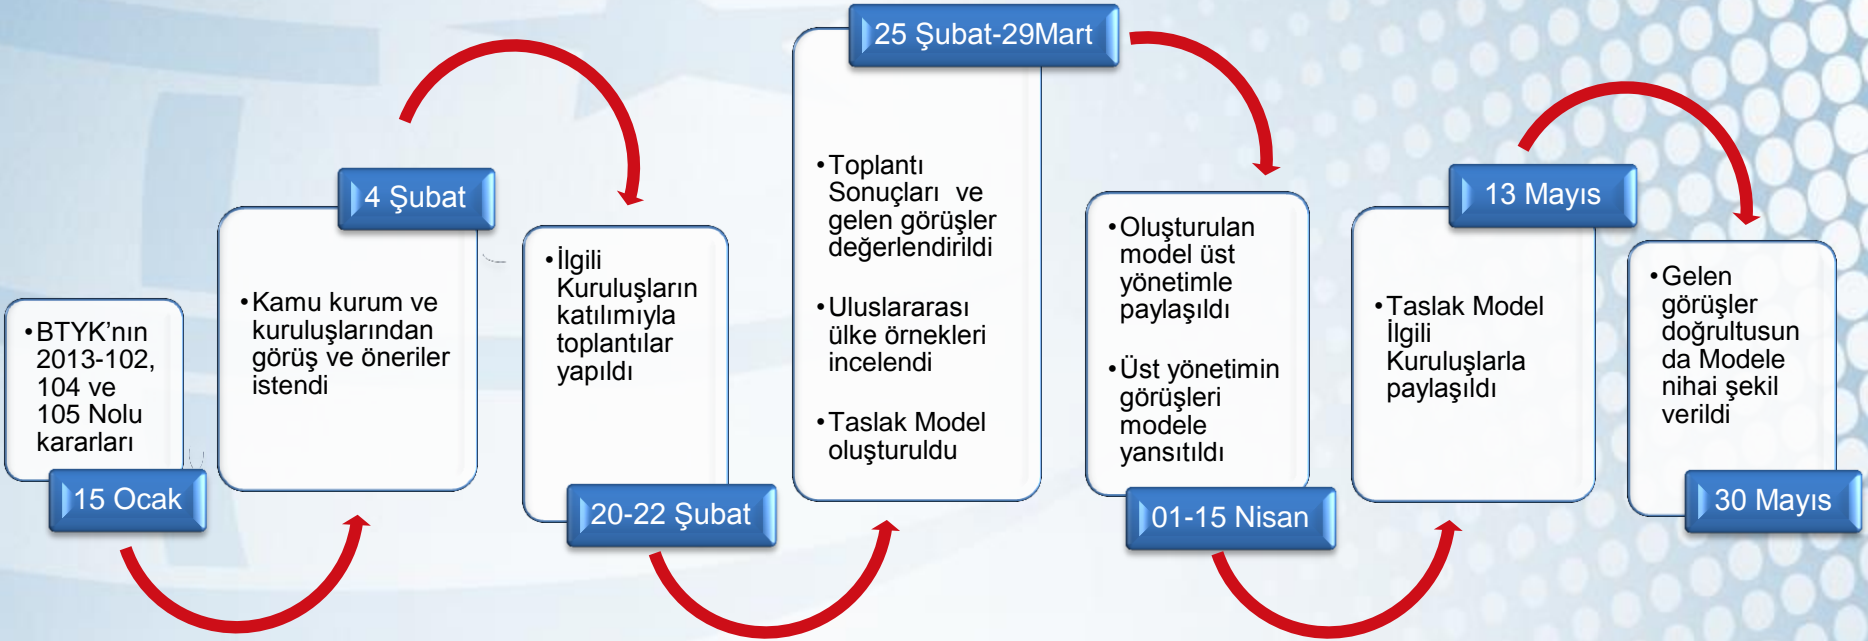 •BTYK’nın
2013-102,
104 ve
105 Nolu
kararları
15 Ocak
4 Şubat
•Kamu kurum ve
kuruluşlarından
görüş ve öneriler
istendi
•İlgili
Kuruluşların
katılımıyla
toplantılar
yapıldı
20-22 Şubat
25 Şubat-29Mart
•Toplantı
Sonuçları ve
gelen görüşler
değerlendirildi
•Uluslararası
ülke örnekleri
incelendi
•Taslak Model
oluşturuldu
•Oluşturulan
model üst
yönetimle
paylaşıldı
•Üst yönetimin
görüşleri
modele
yansıtıldı
01-15 Nisan
13 Mayıs
•Taslak Model
İlgili
Kuruluşlarla
paylaşıldı
•Gelen
görüşler
doğrultusun
da Modele
nihai şekil
verildi
30 Mayıs